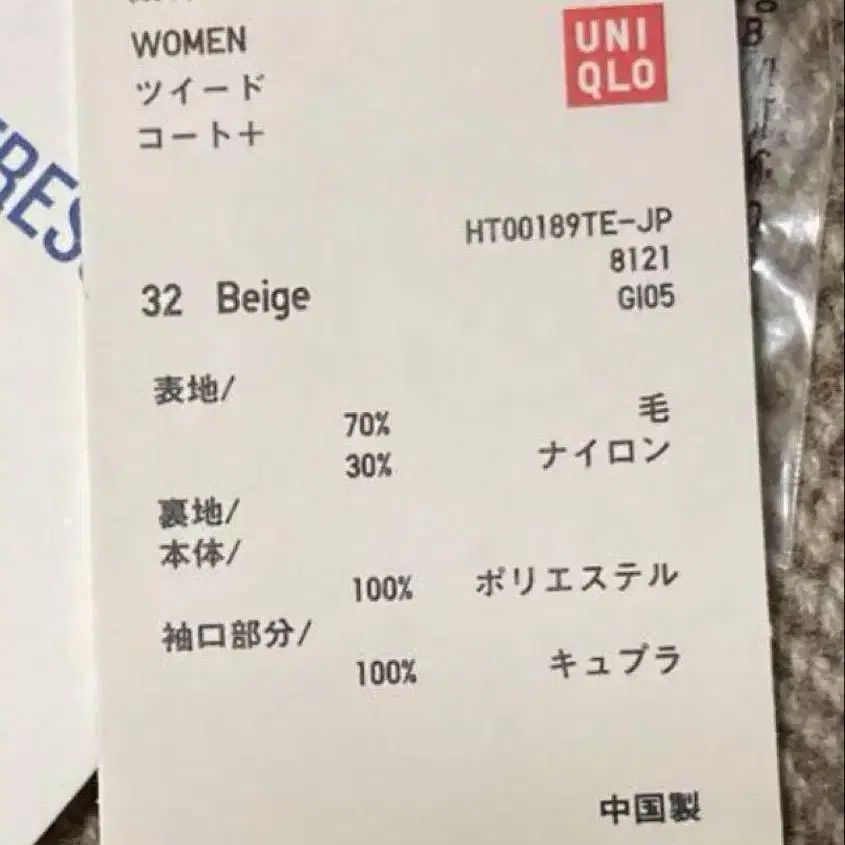 WOMEN
ツイード
コート+
UNI
QLO
HT00189TE-JP
8121
32 Beige
GI05
表地/
70% 毛
30% ナイロン
裏地/
本体/
100% ポリエステル
袖口部分/
100% キュプラ
中国製